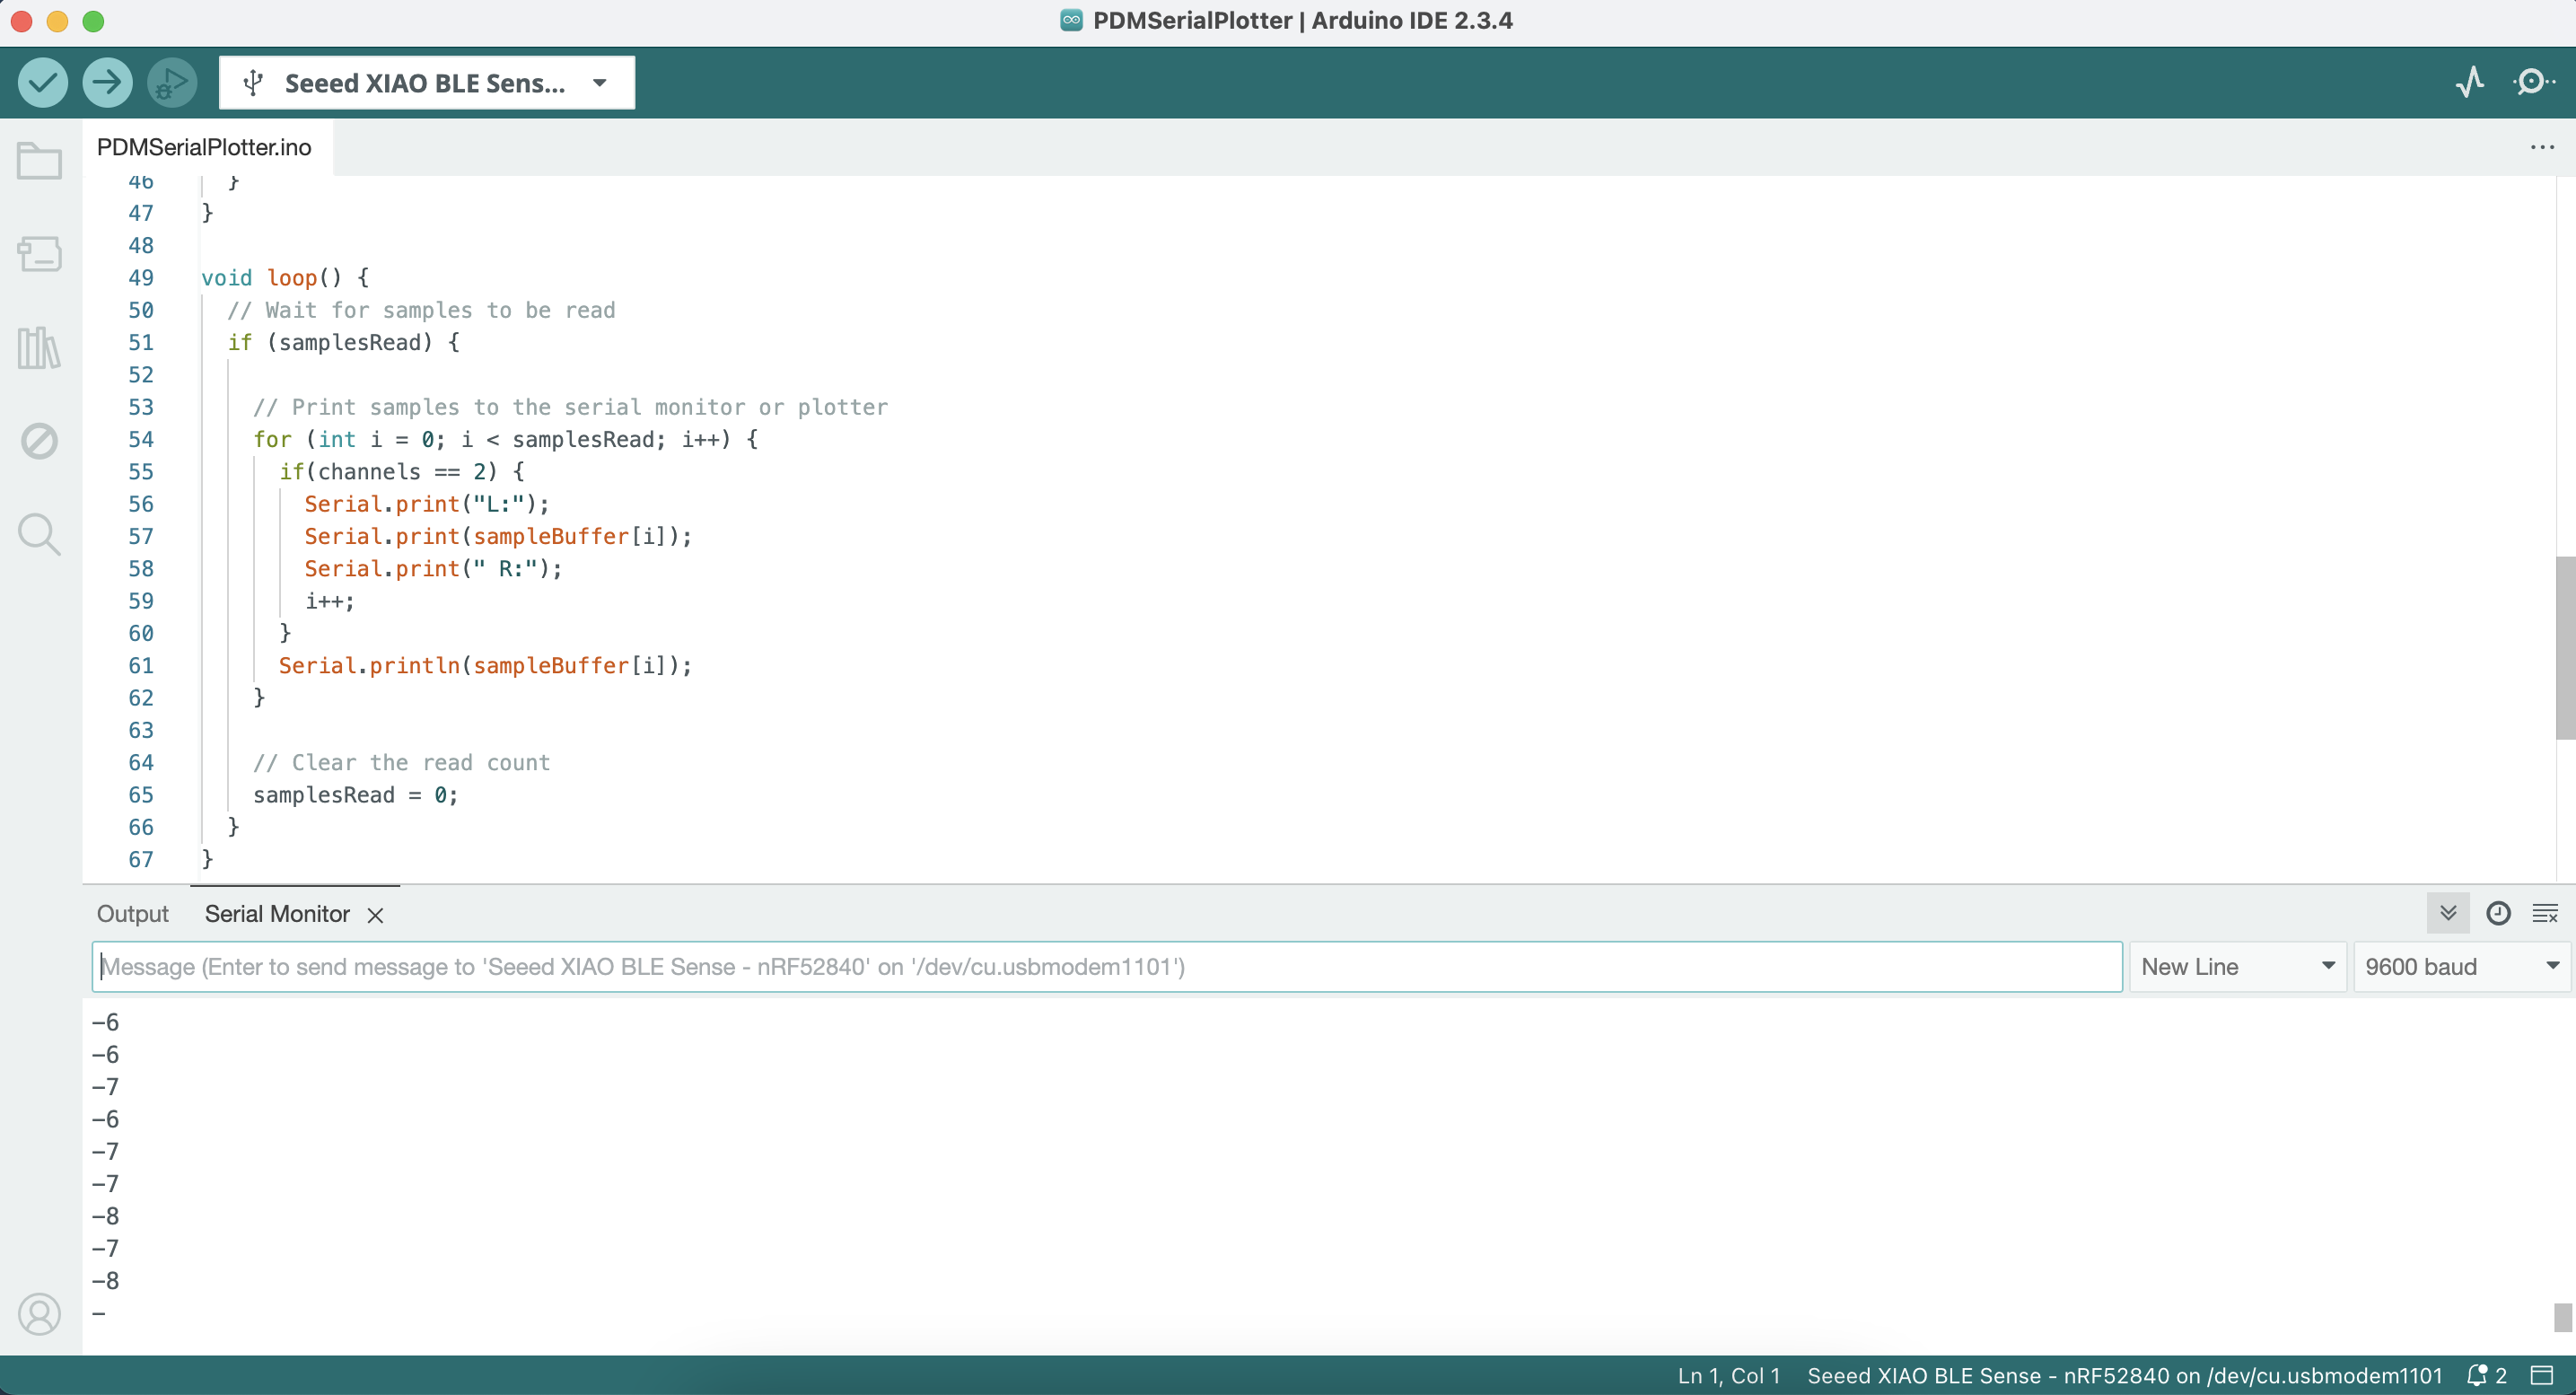 PDMSerialPlotter | Arduino IDE 2.3.4
Seeed XIAO BLE Sens...
PDMSerialPlotter.ino
46 }
47 }
48
49 void loop() {
50 // Wait for samples to be read
51 if (samplesRead) {
52
53 // Print samples to the serial monitor or plotter
54 for (int i = 0; i < samplesRead; i++) {
55 if(channels == 2) {
56 Serial.print("L:");
57 Serial.print(sampleBuffer[i]);
58 Serial.print(" R:");
59 i++;
60 }
61 Serial.println(sampleBuffer[i]);
62 }
63
64 // Clear the read count
65 samplesRead = 0;
66 }
67 }
Output Serial Monitor
Message (Enter to send message to 'Seeed XIAO BLE Sense - nRF52840' on '/dev/cu.usbmodem1101') New Line 9600 baud
-6
-6
-7
-6
-7
-7
-8
-7
-8
-
Ln 1, Col 1 Seeed XIAO BLE Sense - nRF52840 on /dev/cu.usbmodem1101 2